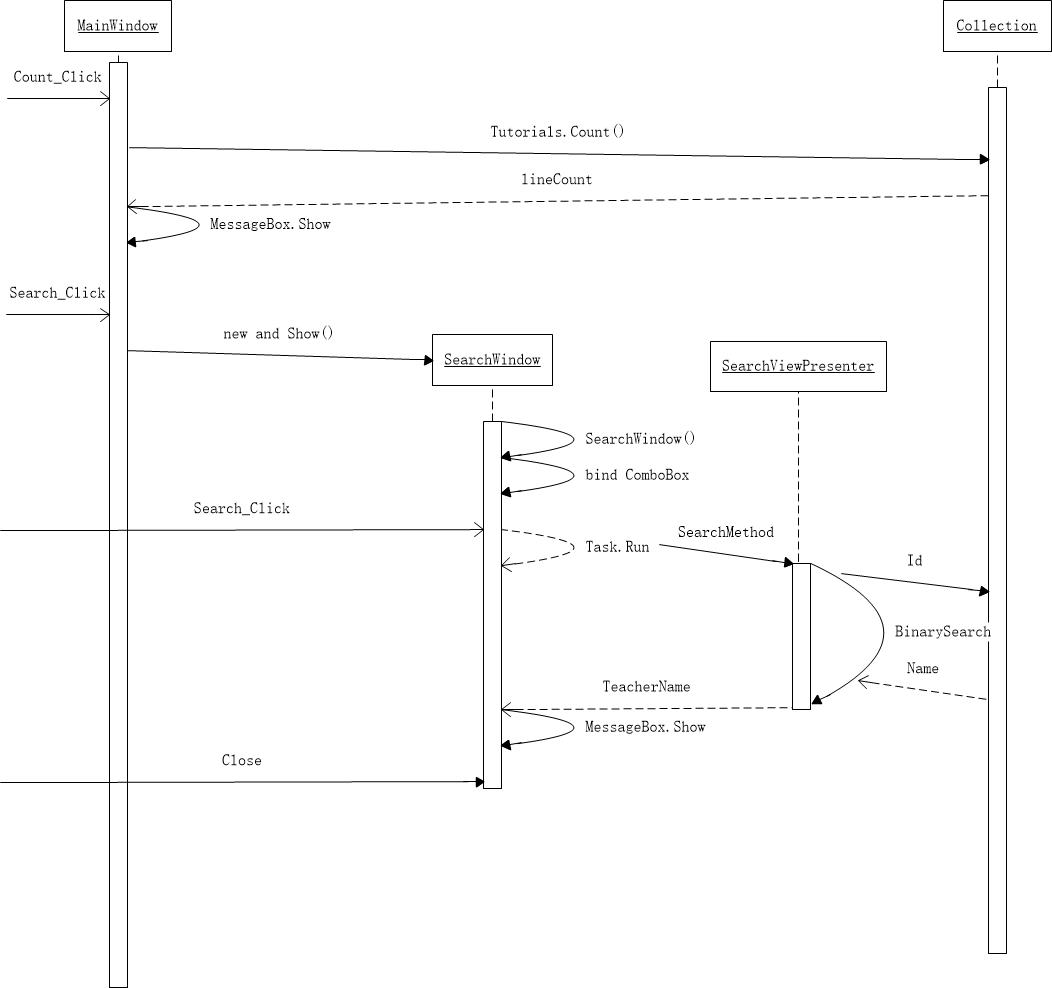 MainWindow
Collection
Count_Click
Tutorials.Count()
lineCount
MessageBox.Show
Search_Click
new and Show()
SearchWindow
SearchViewPresenter
SearchWindow()
bind ComboBox
Search_Click
SearchMethod
Task.Run
Id
BinarySearch
Name
TeacherName
MessageBox.Show
Close